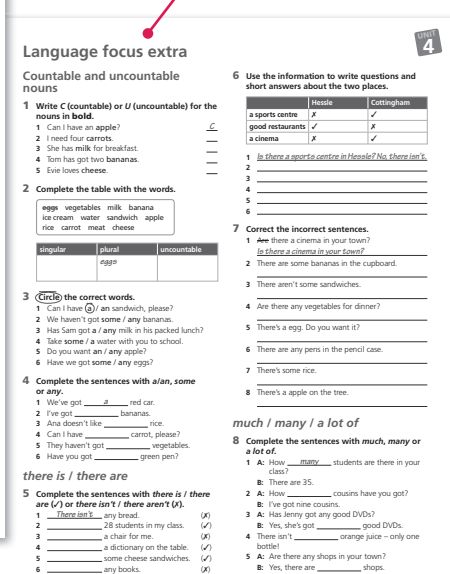 Language focus extra
UNIT
4
Countable and uncountable
nouns
1 Write C (countable) or U (uncountable) for the
nouns in bold.
1 Can I have an apple? C
2 I need four carrots.
3 She has milk for breakfast.
4 Tom has got two bananas.
5 Evie loves cheese.
2 Complete the table with the words.
eggs vegetables milk banana
ice cream water sandwich apple
rice carrot meat cheese
singular plural uncountable
eggs
3 Circle the correct words.
1 Can I have a / an sandwich, please?
2 We haven't got some / any bananas.
3 Has Sam got a / any milk in his packed lunch?
4 Take some / a water with you to school.
5 Do you want an / any apple?
6 Have we got some / any eggs?
4 Complete the sentences with a/an, some
or any.
1 We've got a red car.
2 I've got bananas.
3 Ana doesn't like rice.
4 Can I have carrot, please?
5 They haven't got vegetables.
6 Have you got green pen?
there is / there are
5 Complete the sentences with there is / there
are (✓) or there isn't / there aren't (✗).
1 There isn't any bread. (✗)
2 28 students in my class. (✓)
3 a chair for me. (✗)
4 a dictionary on the table. (✓)
5 some cheese sandwiches. (✓)
6 any books. (✗)
6 Use the information to write questions and
short answers about the two places.
Hessle Cottingham
a sports centre ✗ ✓
good restaurants ✓ ✗
a cinema ✗ ✓
1 Is there a sports centre in Hessle? No, there isn't.
2
3
4
5
6
7 Correct the incorrect sentences.
1 Are there a cinema in your town?
Is there a cinema in your town?
2 There are some bananas in the cupboard.
3 There aren't some sandwiches.
4 Are there any vegetables for dinner?
5 There's a egg. Do you want it?
6 There are any pens in the pencil case.
7 There's some rice.
8 There's a apple on the tree.
much / many / a lot of
8 Complete the sentences with much, many or
a lot of.
1 A: How many students are there in your
class?
B: There are 35.
2 A: How cousins have you got?
B: I've got nine cousins.
3 A: Has Jenny got any good DVDs?
B: Yes, she's got good DVDs.
4 There isn't orange juice – only one
bottle!
5 A: Are there any shops in your town?
B: Yes, there are shops.